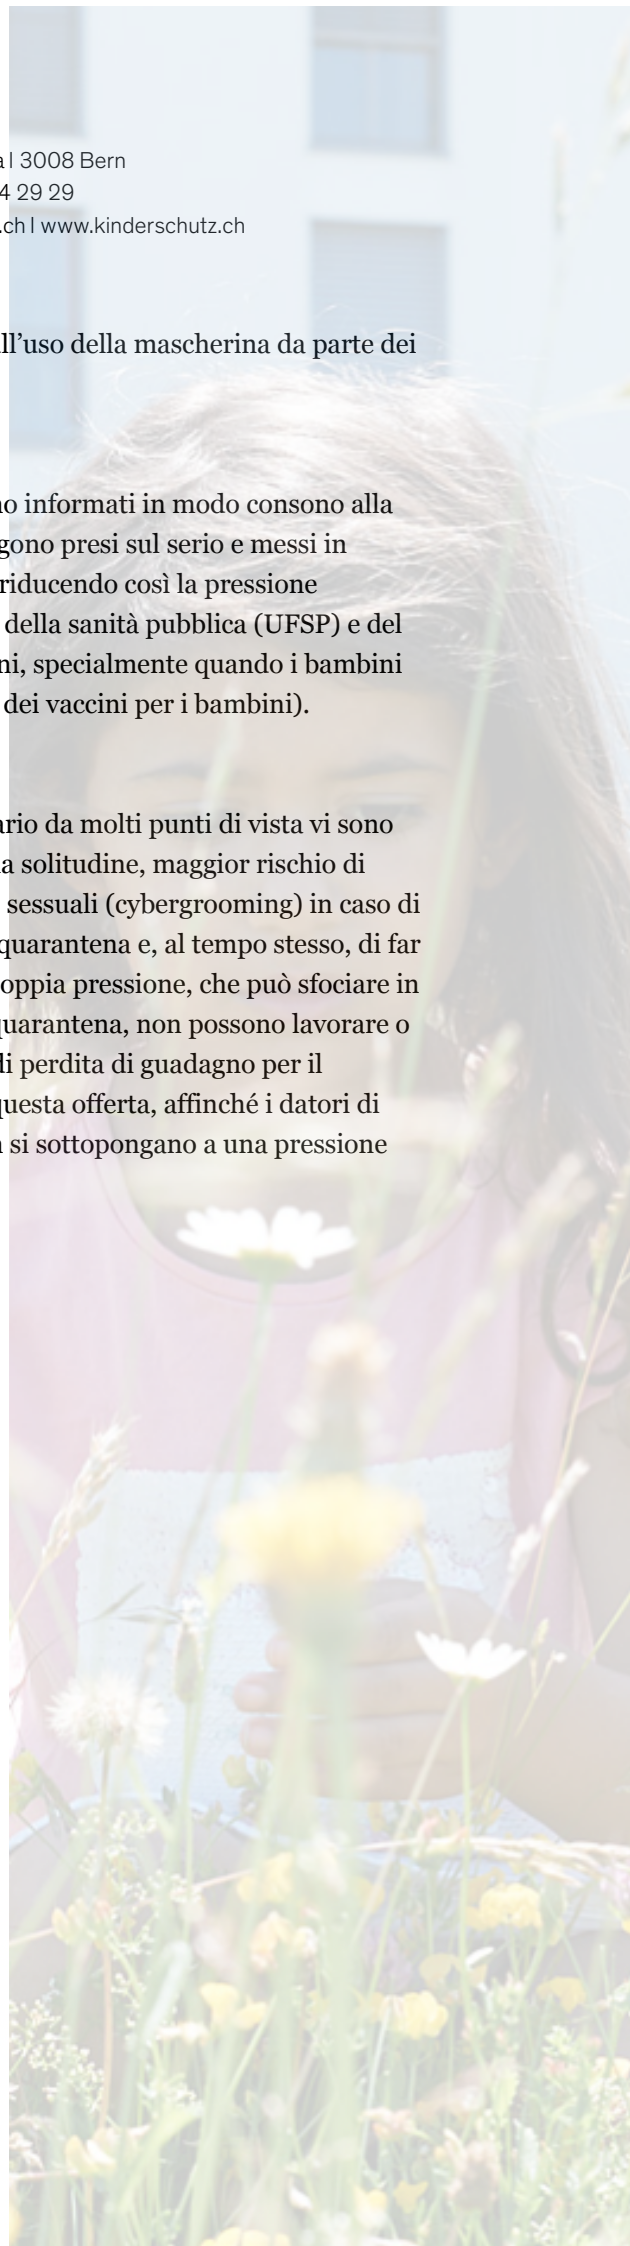 a | 3008 Bern
4 29 29
.ch | www.kinderschutz.ch
ll’uso della mascherina da parte dei
o informati in modo consono alla
gono presi sul serio e messi in
riducendo così la pressione
della sanità pubblica (UFSP) e del
ni, specialmente quando i bambini
dei vaccini per i bambini).
ario da molti punti di vista vi sono
a solitudine, maggior rischio di
sessuali (cybergrooming) in caso di
quarantena e, al tempo stesso, di far
oppia pressione, che può sfociare in
quarantena, non possono lavorare o
di perdita di guadagno per il
questa offerta, affinché i datori di
si sottopongano a una pressione